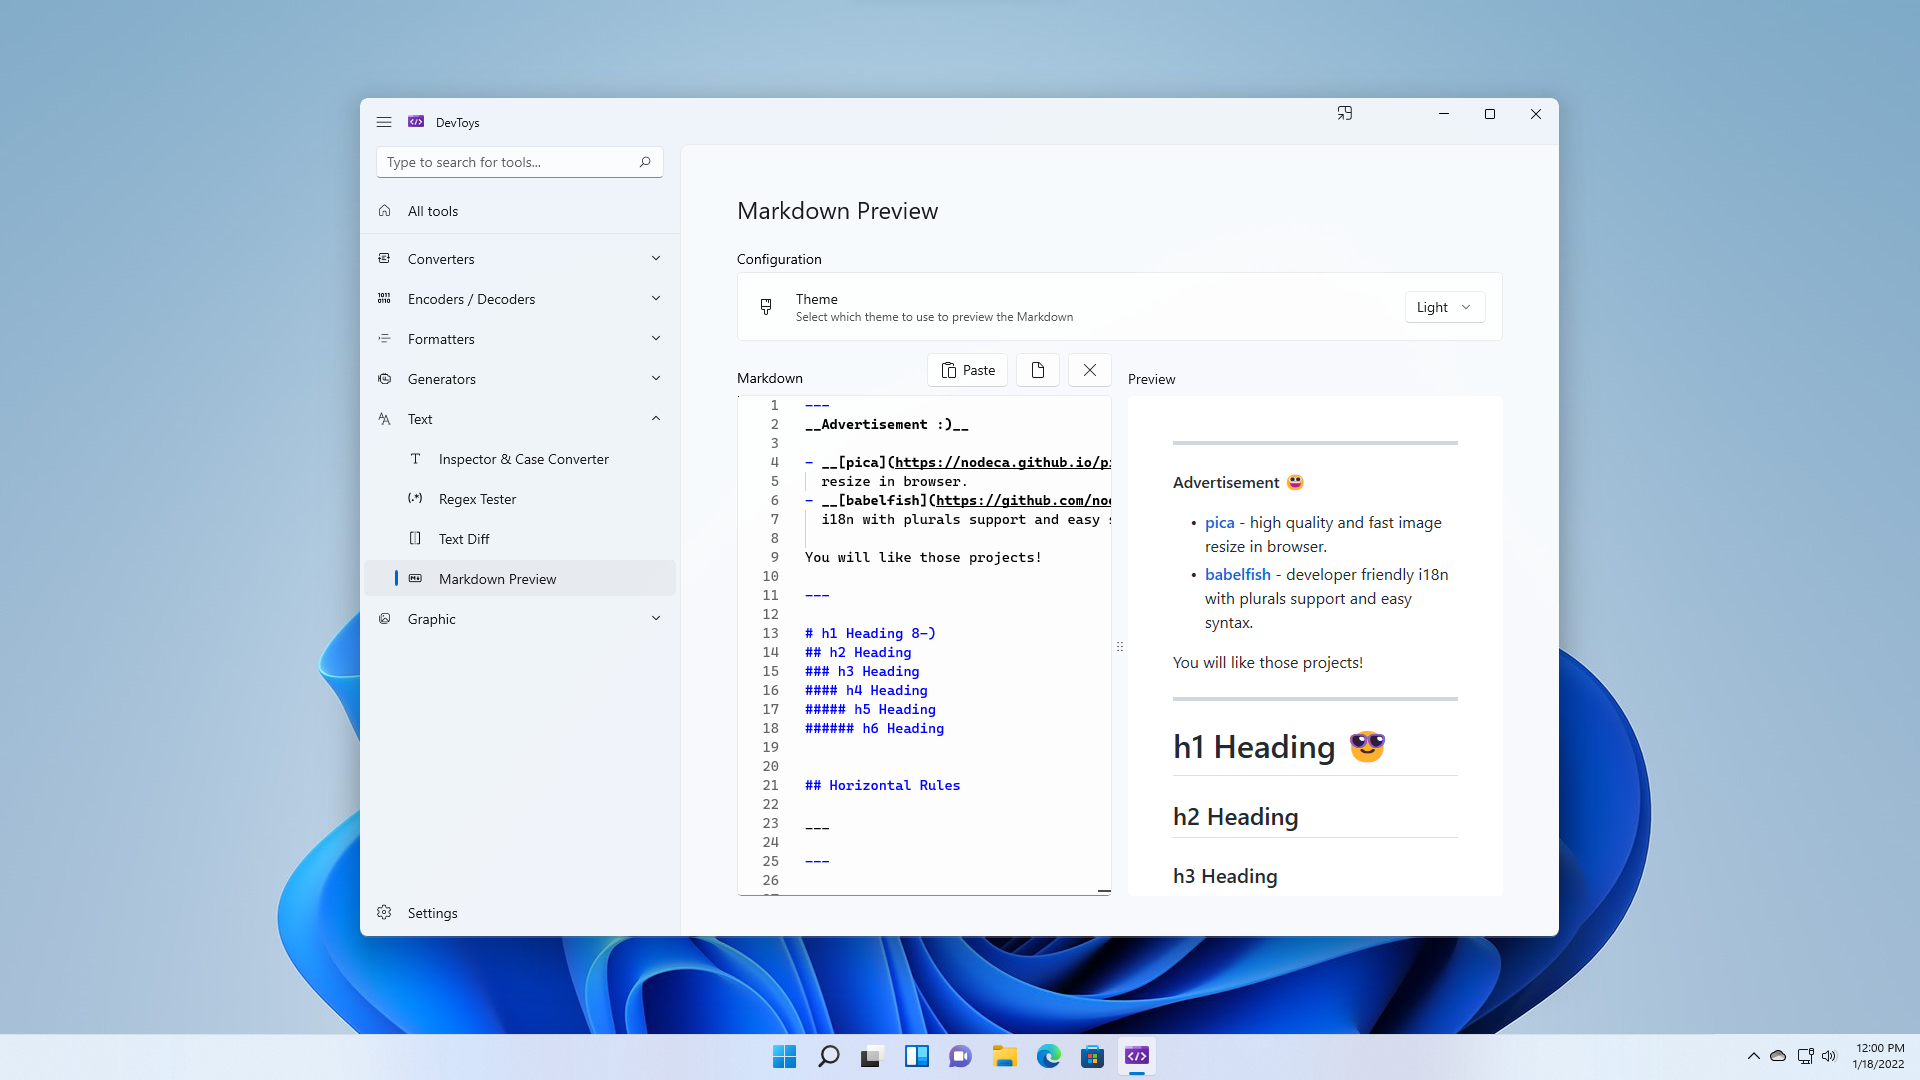 DevToys
Type to search for tools...
All tools
Converters
Encoders / Decoders
Formatters
Generators
Text
Inspector & Case Converter
Regex Tester
Text Diff
Markdown Preview
Graphic
Settings
Markdown Preview
Configuration
Theme
Select which theme to use to preview the Markdown
Light
Markdown
Paste
1 ---
2 __Advertisement :)__
3
4 - __[pica](https://nodeca.github.io/pi
5 resize in browser.
6 - __[babelfish](https://github.com/nod
7 i18n with plurals support and easy s
8
9 You will like those projects!
10
11 ---
12
13 # h1 Heading 8-)
14 ## h2 Heading
15 ### h3 Heading
16 #### h4 Heading
17 ##### h5 Heading
18 ###### h6 Heading
19
20
21 ## Horizontal Rules
22
23 ___
24
25 ---
26
Preview
Advertisement 😀
• pica - high quality and fast image
resize in browser.
• babelfish - developer friendly i18n
with plurals support and easy
syntax.
You will like those projects!
h1 Heading 😎
h2 Heading
h3 Heading
12:00 PM
1/18/2022